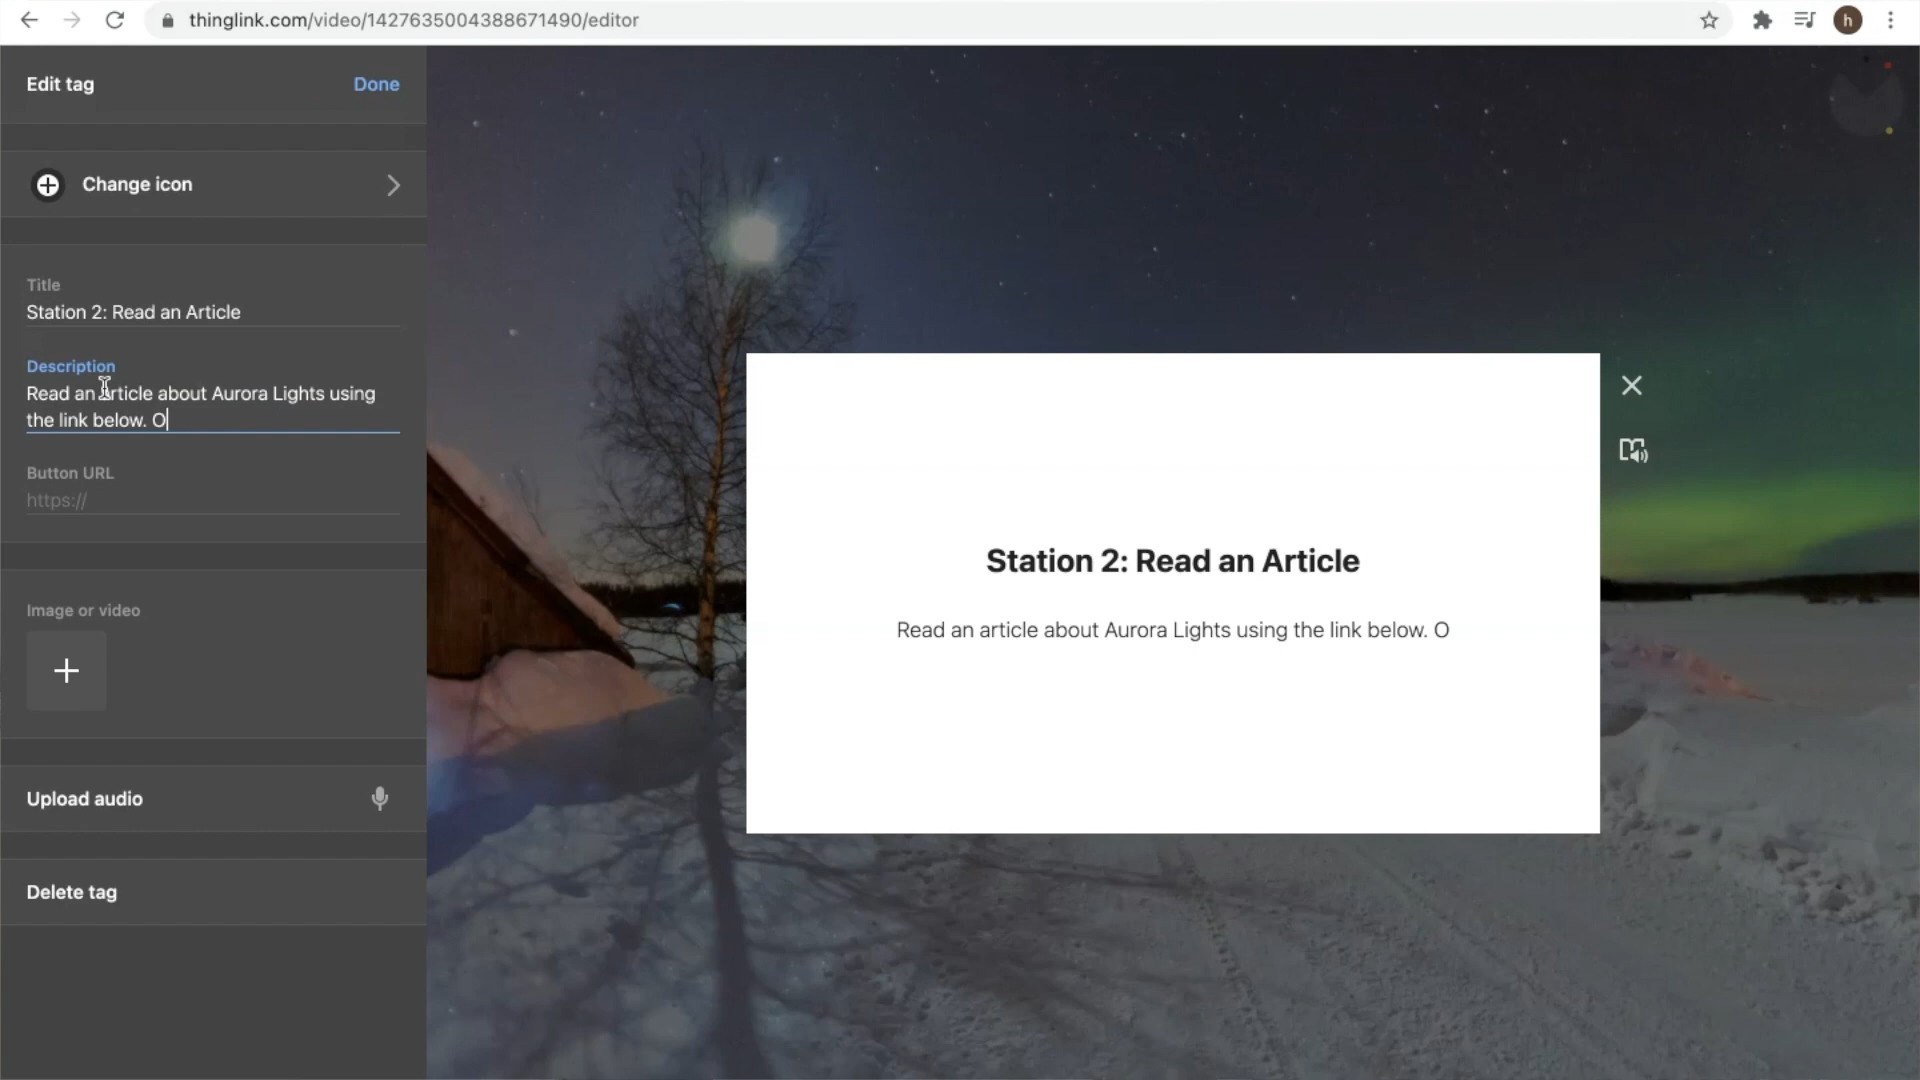 thinglink.com/video/1427635004388671490/editor
h
Edit tag
Done
Change icon
Title
Station 2: Read an Article
Description
Read an article about Aurora Lights using
the link below. O
Button URL
https://
Image or video
Upload audio
Delete tag
Station 2: Read an Article
Read an article about Aurora Lights using the link below. O